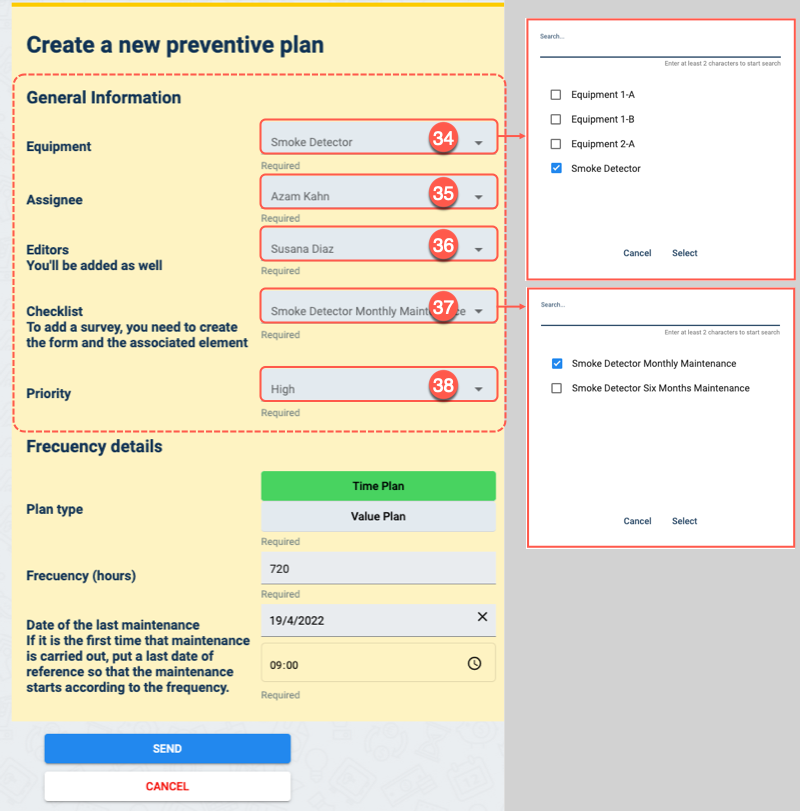 Create a new preventive plan
General Information
Equipment
Smoke Detector
34
Required
Assignee
Azam Kahn
35
Required
Editors
You'll be added as well
Susana Diaz
36
Required
Checklist
To add a survey, you need to create
the form and the associated element
Smoke Detector Monthly Maint ce
37
Required
Priority
High
38
Required
Frecuency details
Plan type
Time Plan
Value Plan
Required
Frecuency (hours)
720
Required
Date of the last maintenance
If it is the first time that maintenance
is carried out, put a last date of
reference so that the maintenance
starts according to the frequency.
19/4/2022
09:00
Required
SEND
CANCEL
Search...
Enter at least 2 characters to start search
Equipment 1-A
Equipment 1-B
Equipment 2-A
Smoke Detector
Cancel Select
Search...
Enter at least 2 characters to start search
Smoke Detector Monthly Maintenance
Smoke Detector Six Months Maintenance
Cancel Select